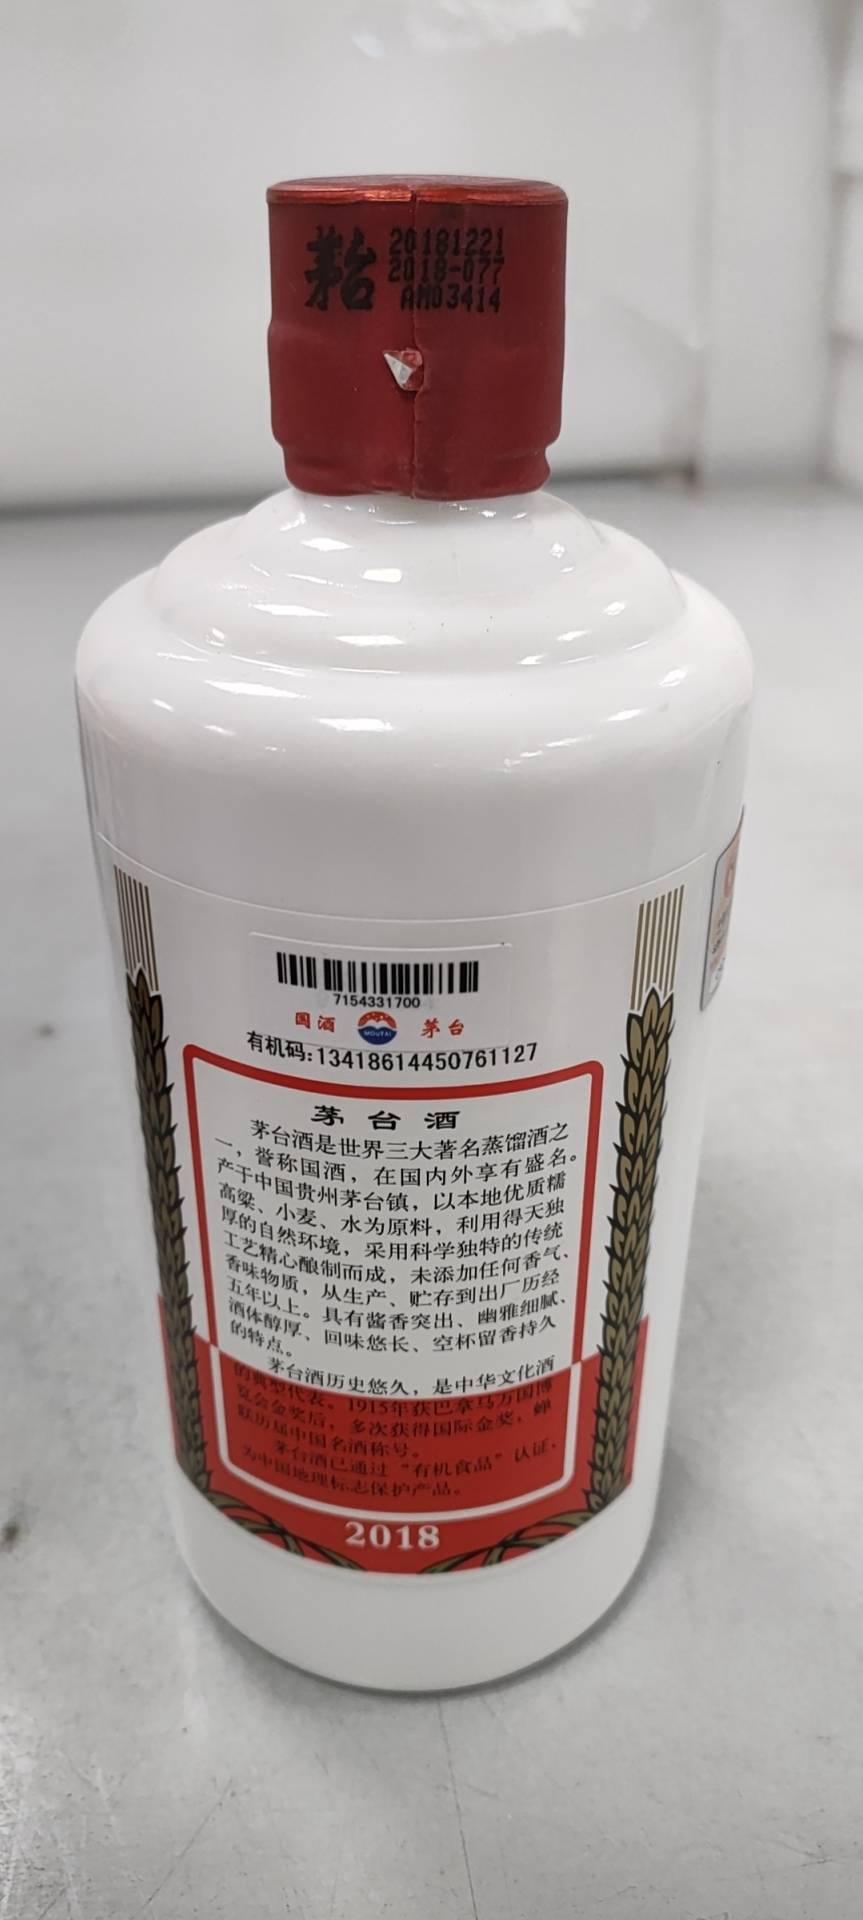 茅台
20181221
2018-077
AM03414
7154331700
国酒 MOUTAI 茅台
有机码:13418614450761127
茅台酒
茅台酒是世界三大著名蒸馏酒之
一，誉称国酒，在国内外享有盛名。
产于中国贵州茅台镇，以本地优质糯
高粱、小麦、水为原料，利用得天独
厚的自然环境，采用科学独特的传统
工艺精心酿制而成，未添加任何香气、
香味物质，从生产、贮存到出厂历经
五年以上。具有酱香突出、幽雅细腻、
酒体醇厚、回味悠长、空杯留香持久
的特点。
茅台酒历史悠久，是中华文化酒
的典型代表。1915年获巴拿马万国博
览会金奖后，多次获得国际金奖，蝉
联历届中国名酒称号。
茅台酒已通过“有机食品”认证，
为中国地理标志保护产品。
2018